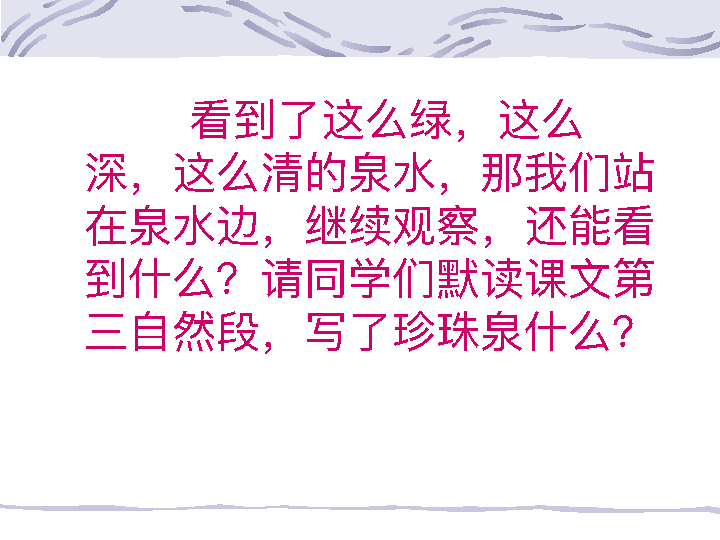 看到了这么绿，这么
深，这么清的泉水，那我们站
在泉水边，继续观察，还能看
到什么？请同学们默读课文第
三自然段，写了珍珠泉什么？